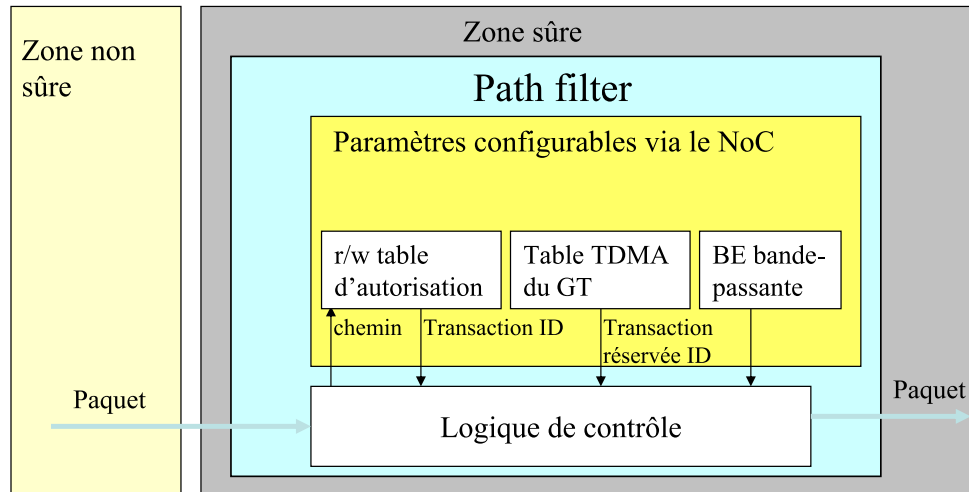 Zone non
sûre
Zone sûre
Path filter
Paramètres configurables via le NoC
r/w table
d’autorisation
Table TDMA
du GT
BE bande-
passante
chemin
Transaction ID
Transaction
réservée ID
Paquet
Logique de contrôle
Paquet